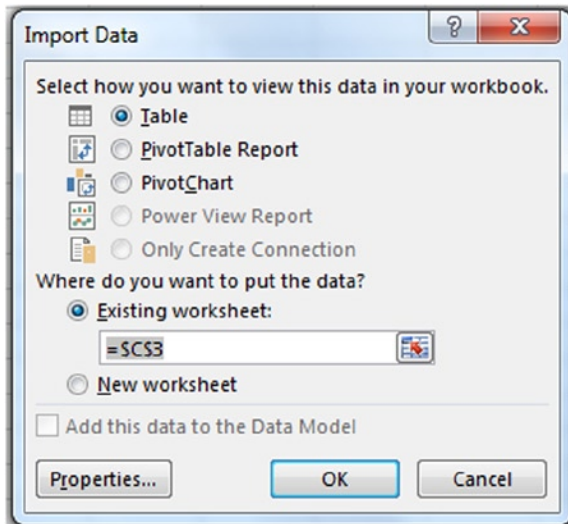 Import Data
?
X
Select how you want to view this data in your workbook.
Table
PivotTable Report
PivotChart
Power View Report
Only Create Connection
Where do you want to put the data?
Existing worksheet:
=$C$3
New worksheet
Add this data to the Data Model
Properties... OK Cancel